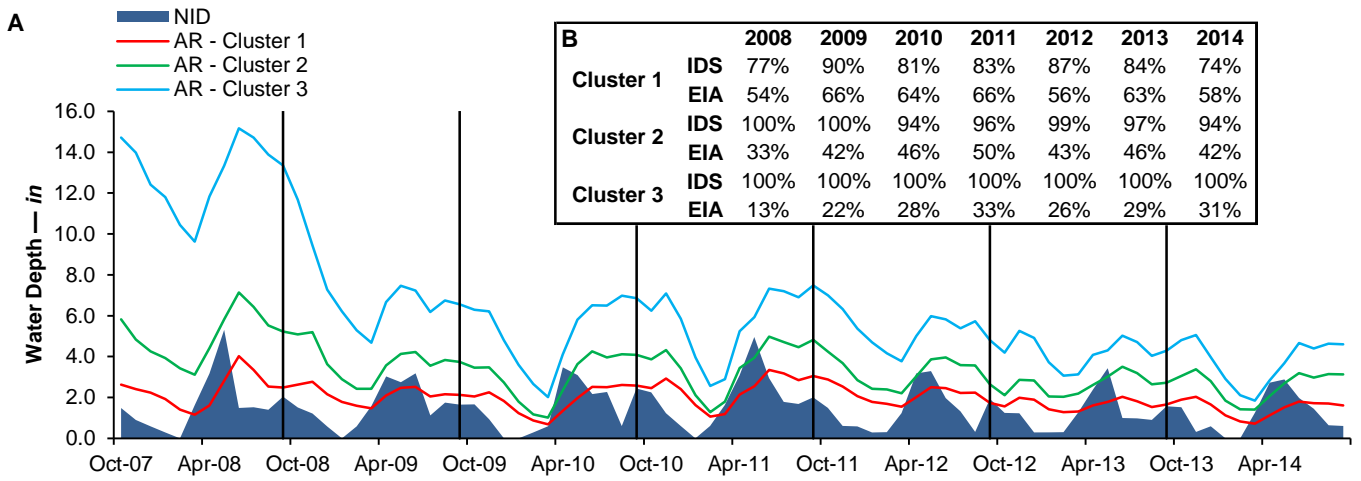 A
NID
AR - Cluster 1
AR - Cluster 2
AR - Cluster 3
B 2008 2009 2010 2011 2012 2013 2014
Cluster 1
IDS 77% 90% 81% 83% 87% 84% 74%
EIA 54% 66% 64% 66% 56% 63% 58%
Cluster 2
IDS 100% 100% 94% 96% 99% 97% 94%
EIA 33% 42% 46% 50% 43% 46% 42%
Cluster 3
IDS 100% 100% 100% 100% 100% 100% 100%
EIA 13% 22% 28% 33% 26% 29% 31%
Water Depth — in
16.0
14.0
12.0
10.0
8.0
6.0
4.0
2.0
0.0
Oct-07 Apr-08 Oct-08 Apr-09 Oct-09 Apr-10 Oct-10 Apr-11 Oct-11 Apr-12 Oct-12 Apr-13 Oct-13 Apr-14